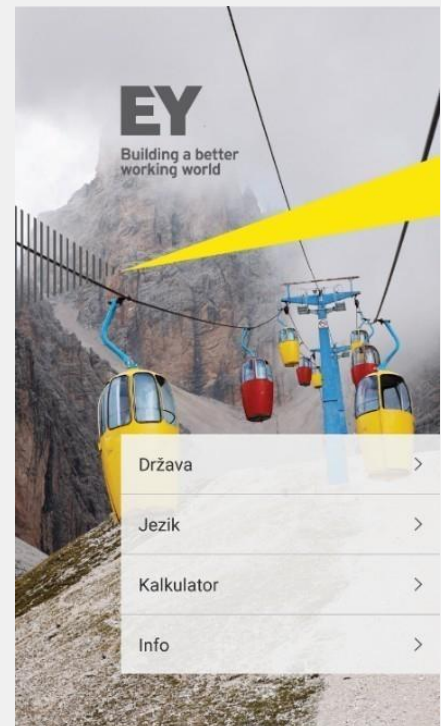 EY
Building a better
working world
Država
Jezik
Kalkulator
Info